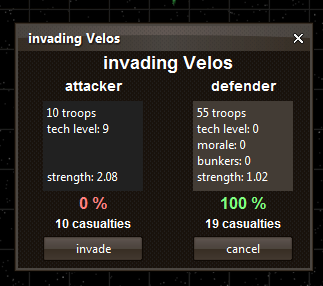 invading Velos
invading Velos
attacker
defender
10 troops
tech level: 9
strength: 2.08
55 troops
tech level: 0
morale: 0
bunkers: 0
strength: 1.02
0 %
100 %
10 casualties
19 casualties
invade
cancel